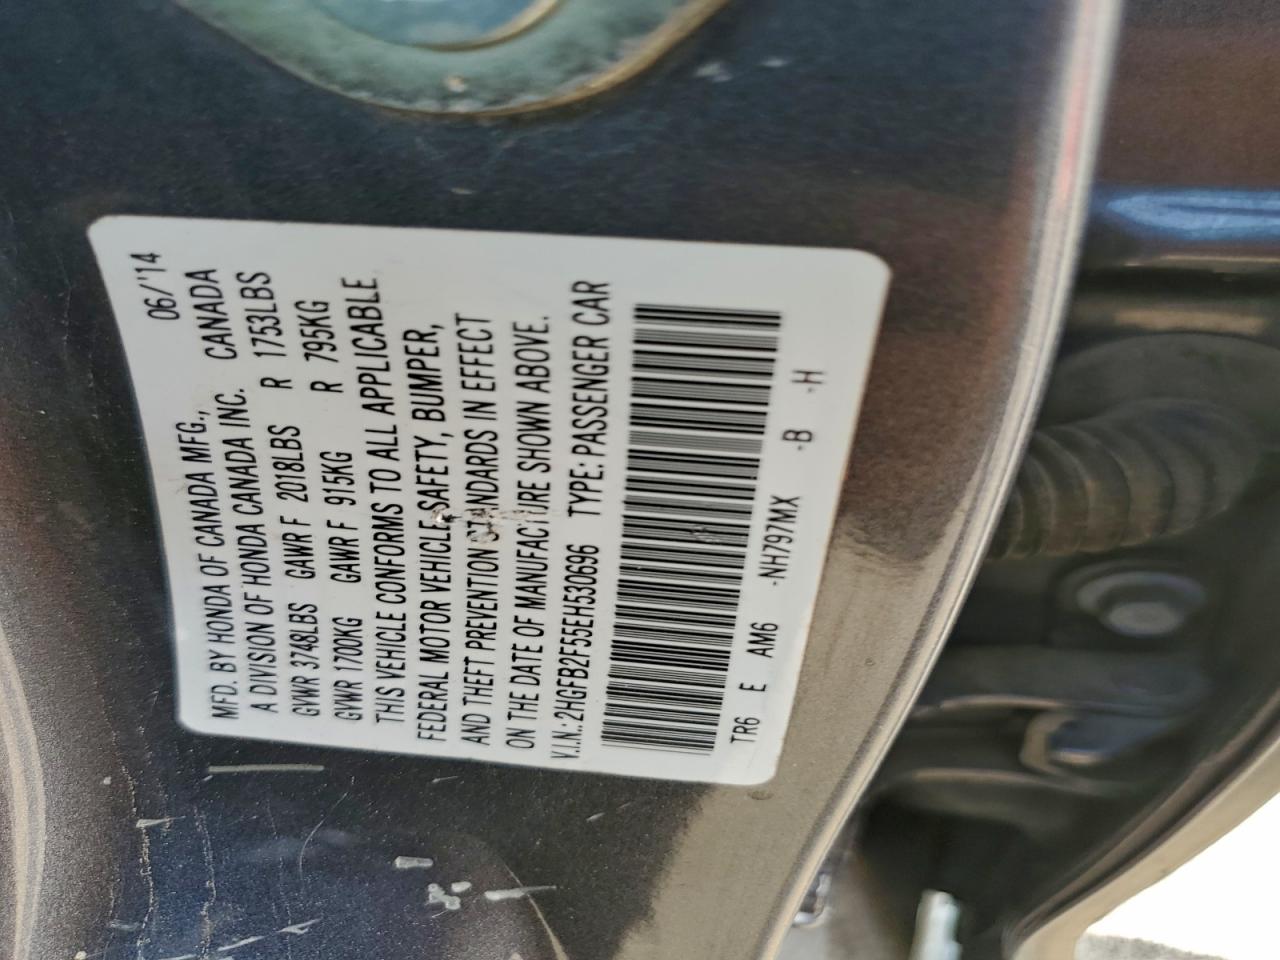 MFD. BY HONDA OF CANADA MFG., 06/'14
A DIVISION OF HONDA CANADA INC. CANADA
GVWR 3748LBS GAWR F 2018LBS R 1753LBS
GVWR 1700KG GAWR F 915KG R 795KG
THIS VEHICLE CONFORMS TO ALL APPLICABLE
FEDERAL MOTOR VEHICLE SAFETY, BUMPER,
AND THEFT PREVENTION STANDARDS IN EFFECT
ON THE DATE OF MANUFACTURE SHOWN ABOVE.
V.I.N.: 2HGFB2F55EH530696 TYPE: PASSENGER CAR
TR6 E AM6 -NH797MX -B -H